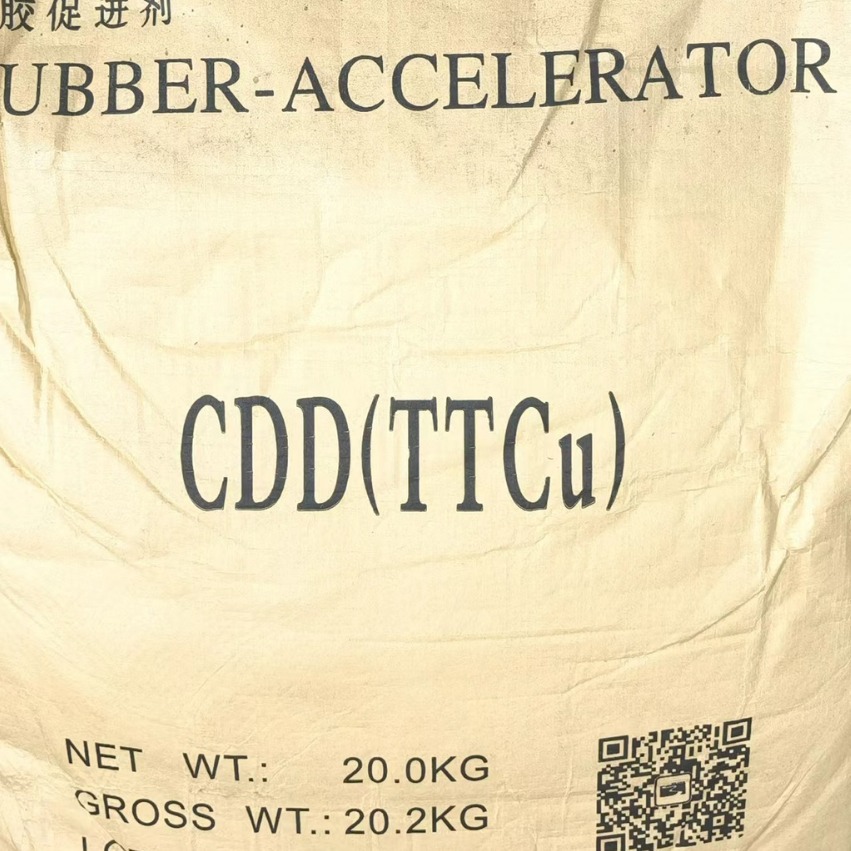 胶促进剂
UBBER-ACCELERATOR
CDD(TTCu)
NET WT.: 20.0KG
GROSS WT.: 20.2KG